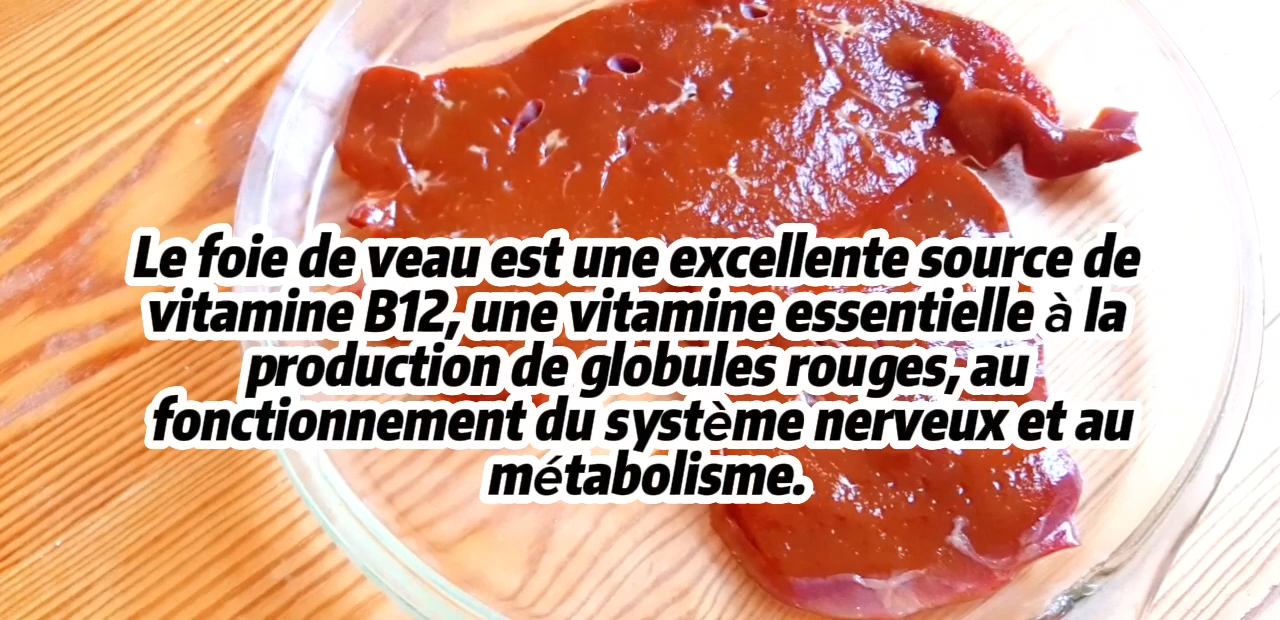 Le foie de veau est une excellente source de
vitamine B12, une vitamine essentielle à la
production de globules rouges, au
fonctionnement du système nerveux et au
métabolisme.